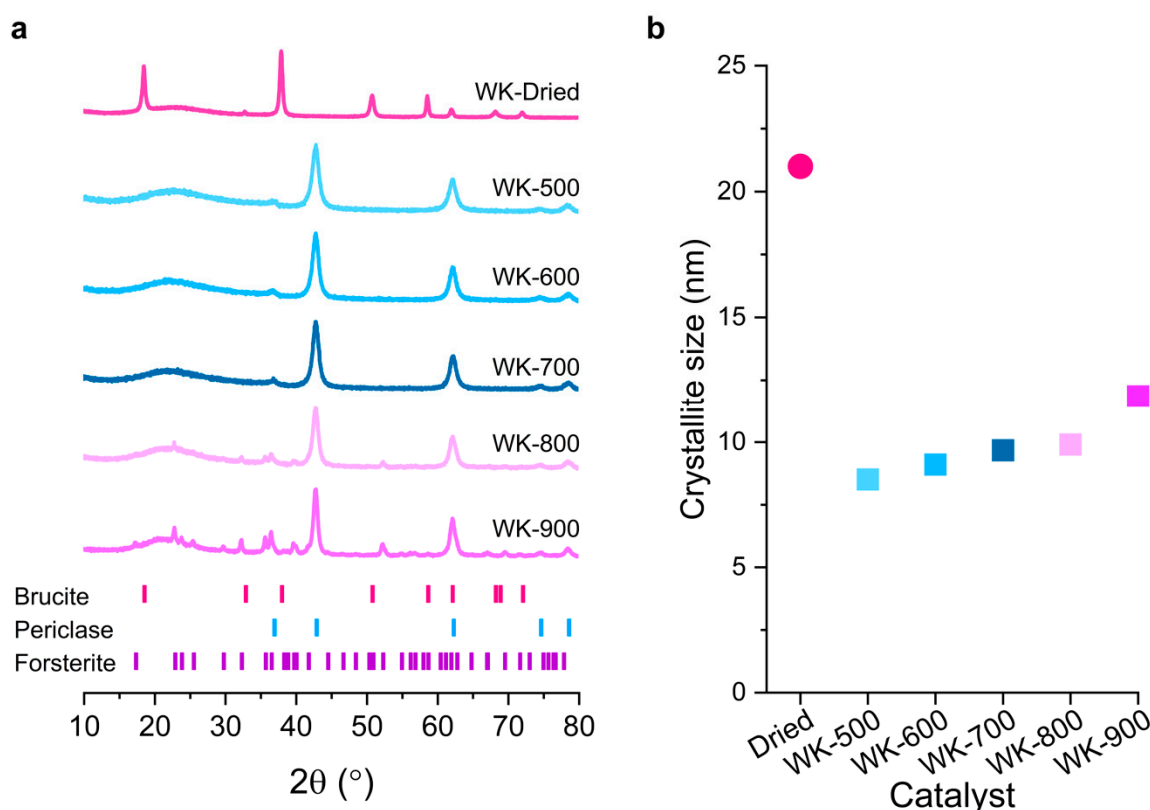 a
WK-Dried
WK-500
WK-600
WK-700
WK-800
WK-900
Brucite
Periclase
Forsterite
10 20 30 40 50 60 70 80
2θ (°)
b
25
20
15
10
5
0
Crystallite size (nm)
Dried WK-500 WK-600 WK-700 WK-800 WK-900
Catalyst